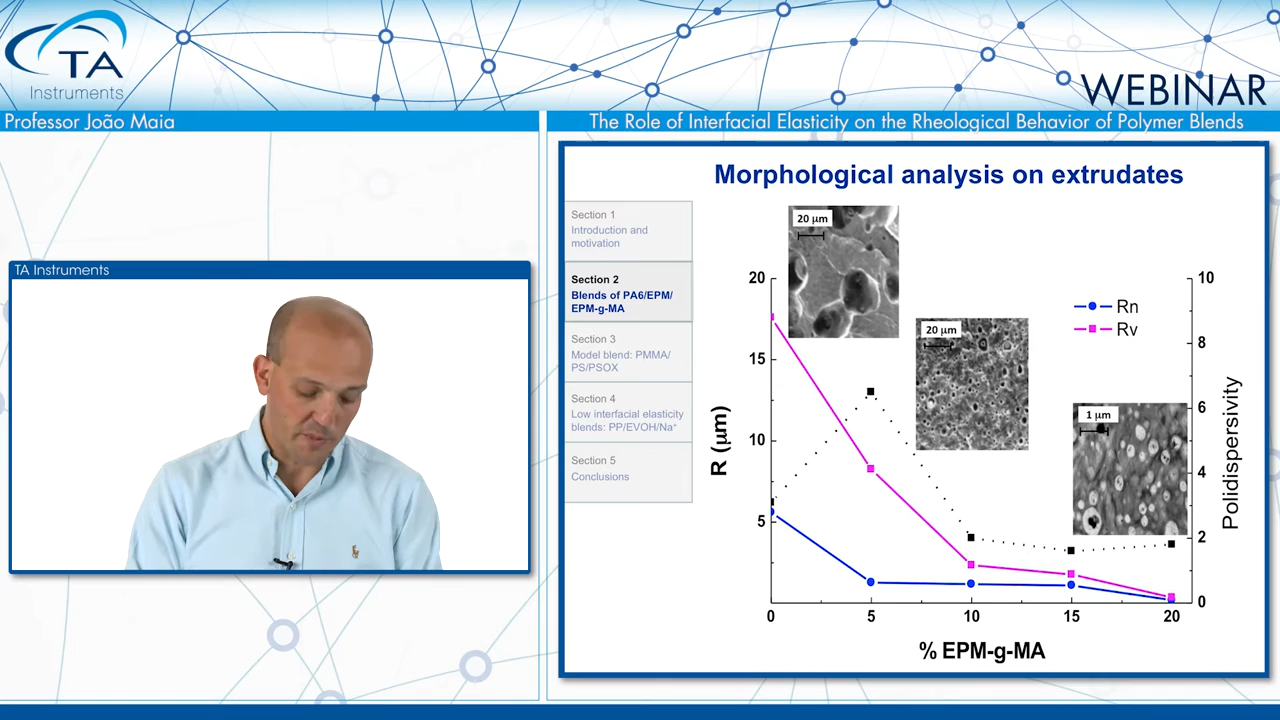 TA
Instruments
WEBINAR
Professor João Maia
The Role of Interfacial Elasticity on the Rheological Behavior of Polymer Blends
TA Instruments
Morphological analysis on extrudates
Section 1
Introduction and
motivation
Section 2
Blends of PA6/EPM/
EPM-g-MA
Section 3
Model blend: PMMA/
PS/PSOX
Section 4
Low interfacial elasticity
blends: PP/EVOH/Na⁺
Section 5
Conclusions
20 μm
20 μm
1 μm
Rn
Rv
20
15
10
5
R (μm)
10
8
6
4
2
0
Polidispersivity
0 5 10 15 20
% EPM-g-MA